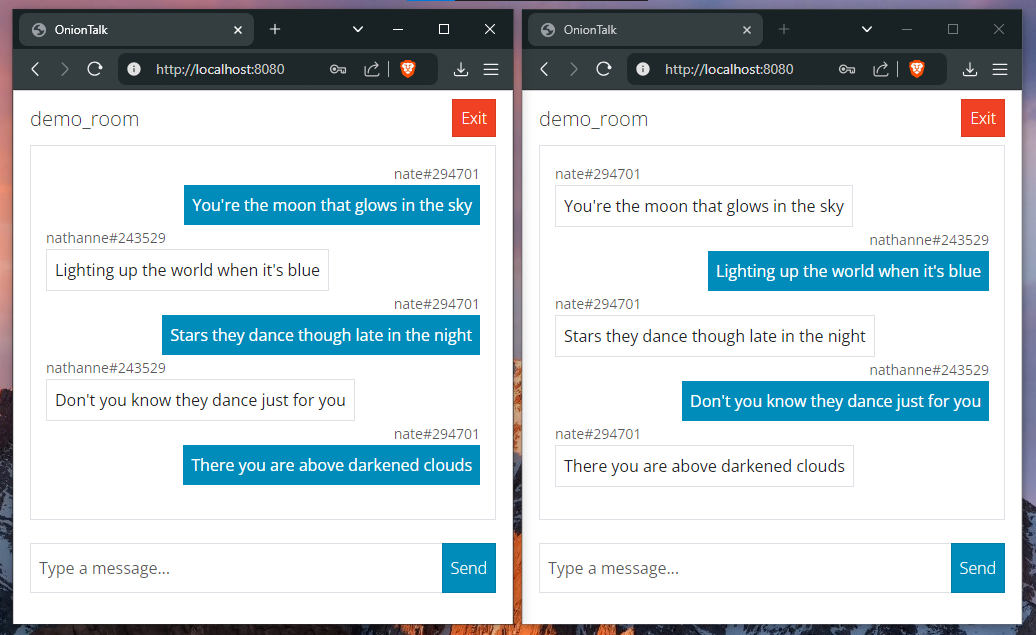 OnionTalk
http://localhost:8080
demo_room
Exit
nate#294701
You're the moon that glows in the sky
nathanne#243529
Lighting up the world when it's blue
nate#294701
Stars they dance though late in the night
nathanne#243529
Don't you know they dance just for you
nate#294701
There you are above darkened clouds
Type a message...
Send
OnionTalk
http://localhost:8080
demo_room
Exit
nate#294701
You're the moon that glows in the sky
nathanne#243529
Lighting up the world when it's blue
nate#294701
Stars they dance though late in the night
nathanne#243529
Don't you know they dance just for you
nate#294701
There you are above darkened clouds
Type a message...
Send